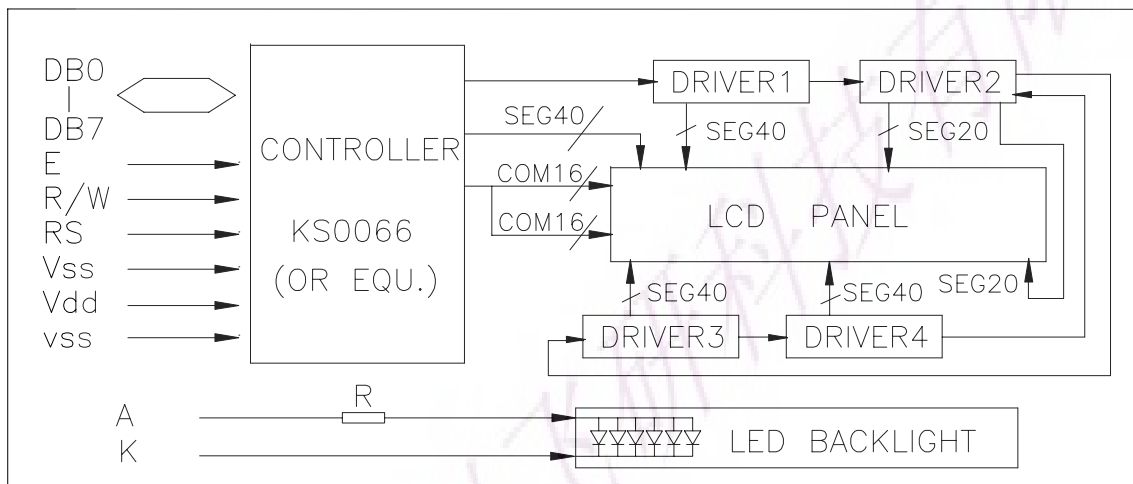 DB0
|
DB7
E
R/W
RS
Vss
Vdd
vss
CONTROLLER
KS0066
(OR EQU.)
DRIVER1
DRIVER2
SEG40
SEG40
SEG20
COM16
COM16
LCD PANEL
SEG40
SEG40
SEG20
DRIVER3
DRIVER4
A
R
K
LED BACKLIGHT